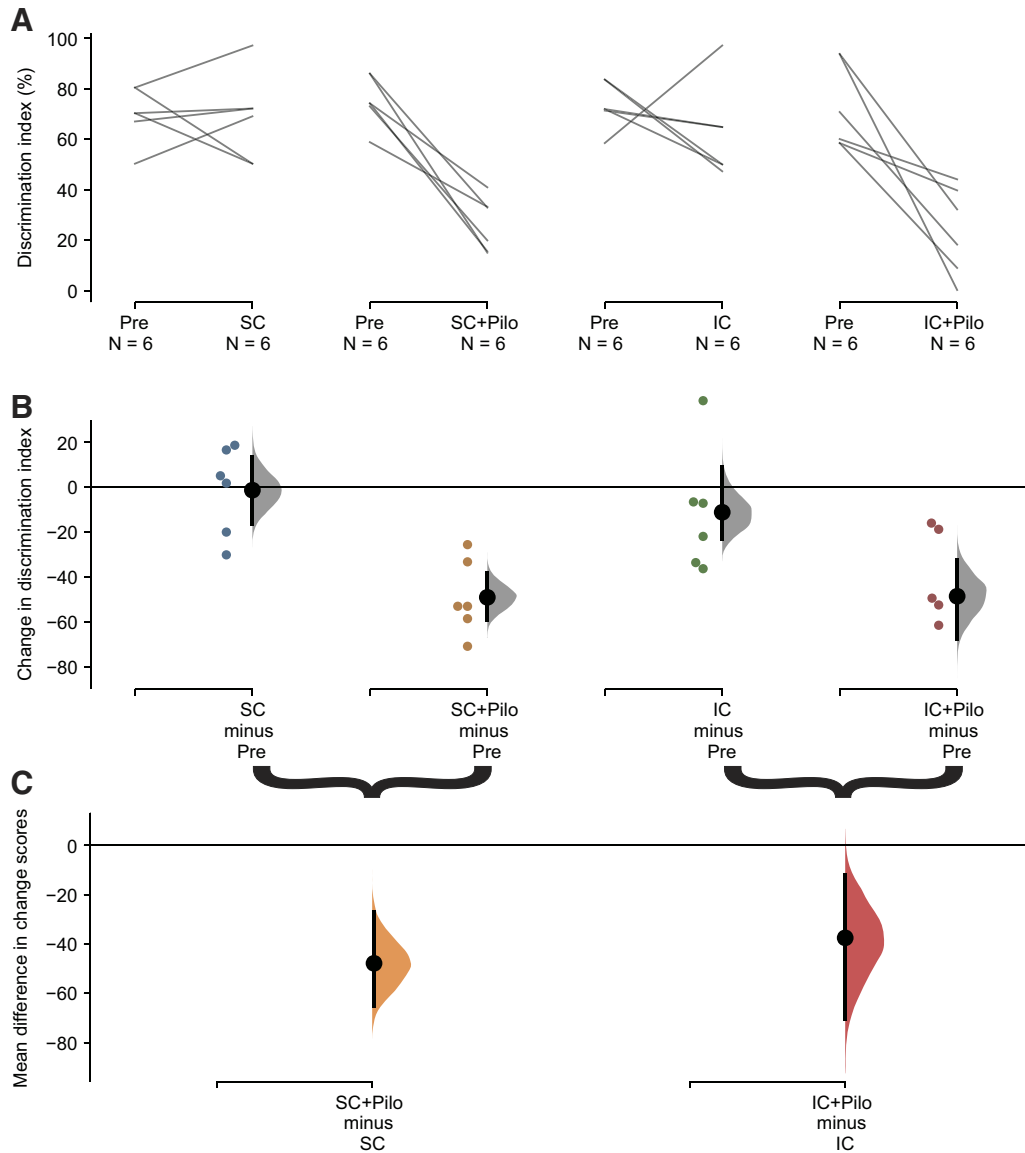 A
Discrimination index (%)
100
80
60
40
20
0
Pre SC Pre SC+Pilo Pre IC Pre IC+Pilo
N = 6 N = 6 N = 6 N = 6 N = 6 N = 6 N = 6 N = 6
B
Change in discrimination index
20
0
−20
−40
−60
−80
SC SC+Pilo IC IC+Pilo
minus minus minus minus
Pre Pre Pre Pre
C
Mean difference in change scores
0
−20
−40
−60
−80
SC+Pilo IC+Pilo
minus minus
SC IC